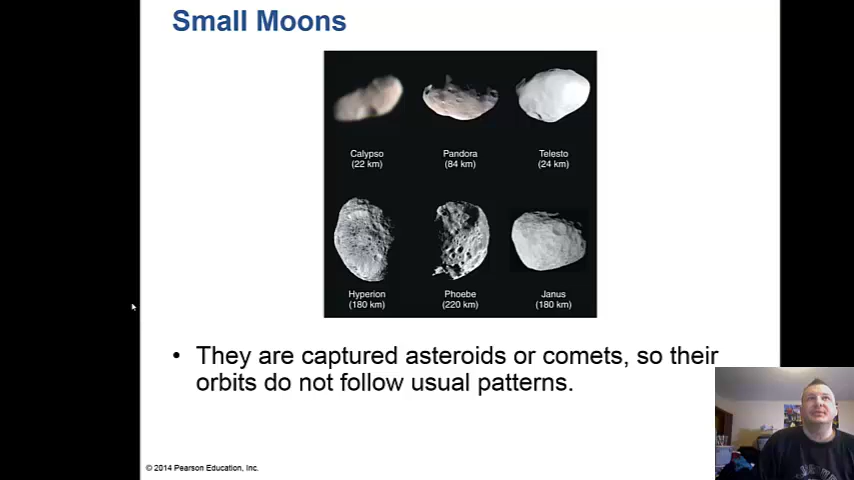 Small Moons
Calypso
(22 km)
Pandora
(84 km)
Telesto
(24 km)
Hyperion
(180 km)
Phoebe
(220 km)
Janus
(180 km)
• They are captured asteroids or comets, so their
orbits do not follow usual patterns.
© 2014 Pearson Education, Inc.